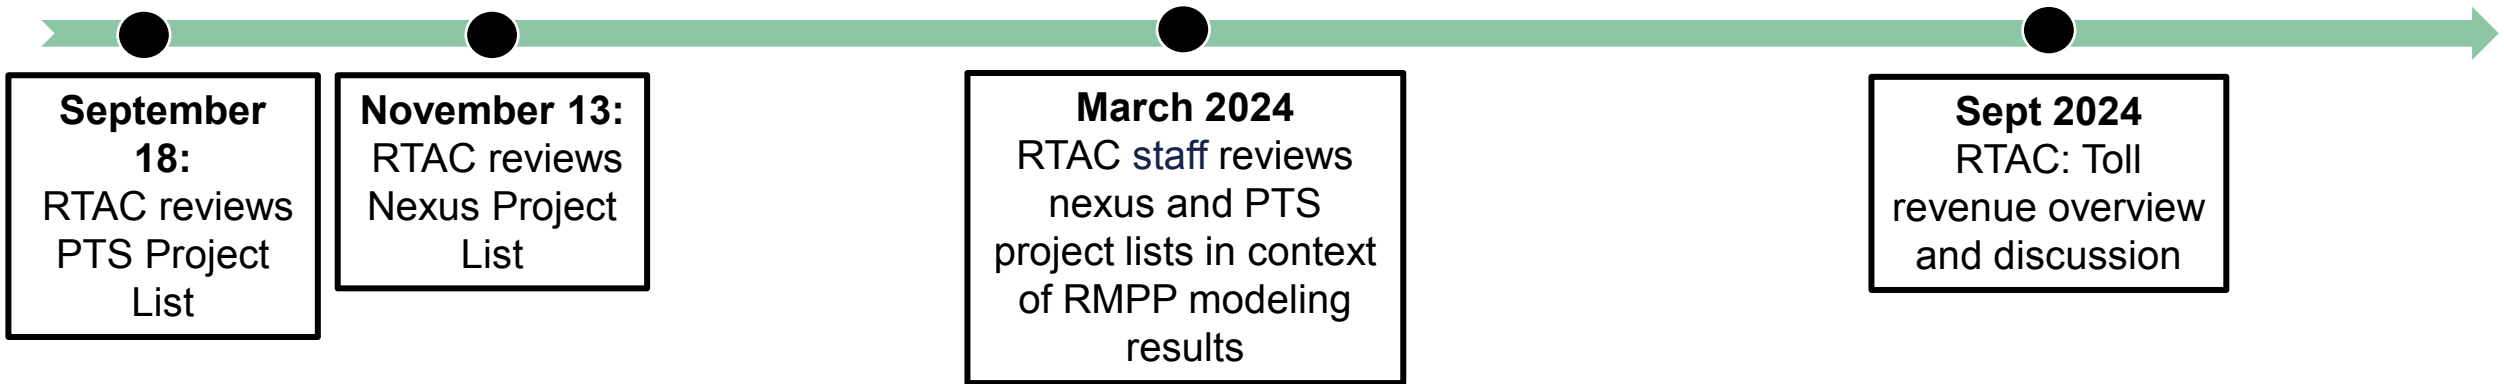 September
18:
RTAC reviews
PTS Project
List
November 13:
RTAC reviews
Nexus Project
List
March 2024
RTAC staff reviews
nexus and PTS
project lists in context
of RMPP modeling
results
Sept 2024
RTAC: Toll
revenue overview
and discussion